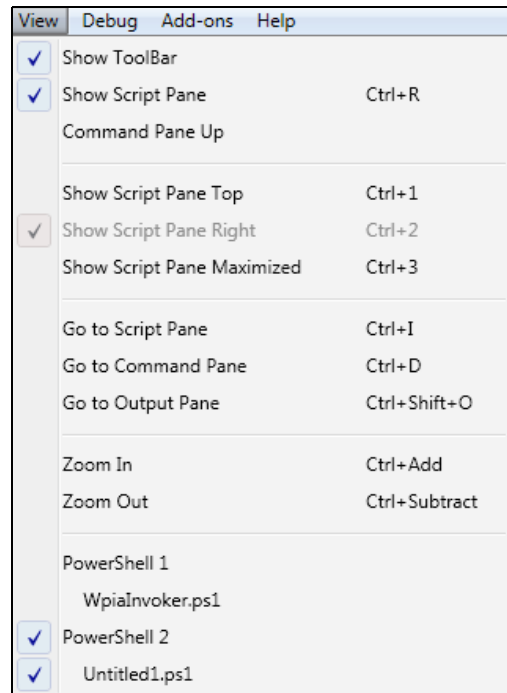 View Debug Add-ons Help
Show ToolBar
Show Script Pane Ctrl+R
Command Pane Up
Show Script Pane Top Ctrl+1
Show Script Pane Right Ctrl+2
Show Script Pane Maximized Ctrl+3
Go to Script Pane Ctrl+I
Go to Command Pane Ctrl+D
Go to Output Pane Ctrl+Shift+O
Zoom In Ctrl+Add
Zoom Out Ctrl+Subtract
PowerShell 1
WpiaInvoker.ps1
PowerShell 2
Untitled1.ps1